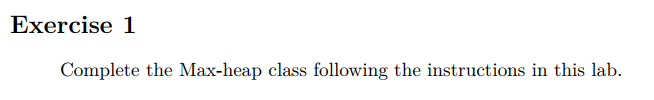 Exercise 1
Complete the Max-heap class following the instructions in this lab.